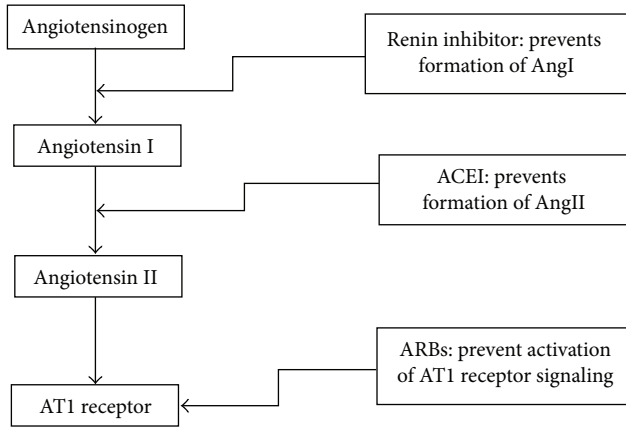 Angiotensinogen
Renin inhibitor: prevents
formation of AngI
Angiotensin I
ACEI: prevents
formation of AngII
Angiotensin II
ARBs: prevent activation
of AT1 receptor signaling
AT1 receptor